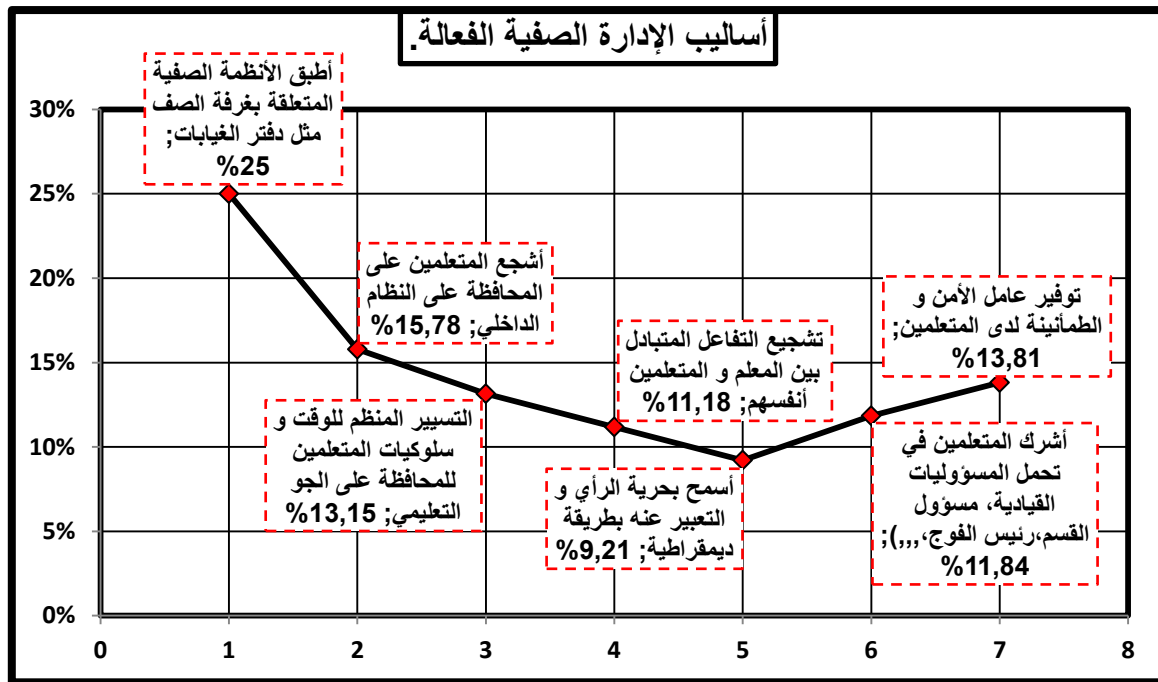 أساليب الإدارة الصفية الفعالة.
أطبق الأنظمة الصفية
المتعلقة بغرفة الصف
مثل دفتر الغيابات;
25%
أشجع المتعلمين على
المحافظة على النظام
الداخلي; 15,78%
التسيير المنظم للوقت و
سلوكيات المتعلمين
للمحافظة على الجو
التعليمي; 13,15%
تشجيع التفاعل المتبادل
بين المعلم و المتعلمين
أنفسهم; 11,18%
أسمح بحرية الرأي و
التعبير عنه بطريقة
ديمقراطية; 9,21%
أشرك المتعلمين في
تحمل المسؤوليات
القيادية، مسؤول
القسم،رئيس الفوج،,,,);
11,84%
توفير عامل الأمن و
الطمأنينة لدى المتعلمين;
13,81%
30%
25%
20%
15%
10%
5%
0%
0 1 2 3 4 5 6 7 8